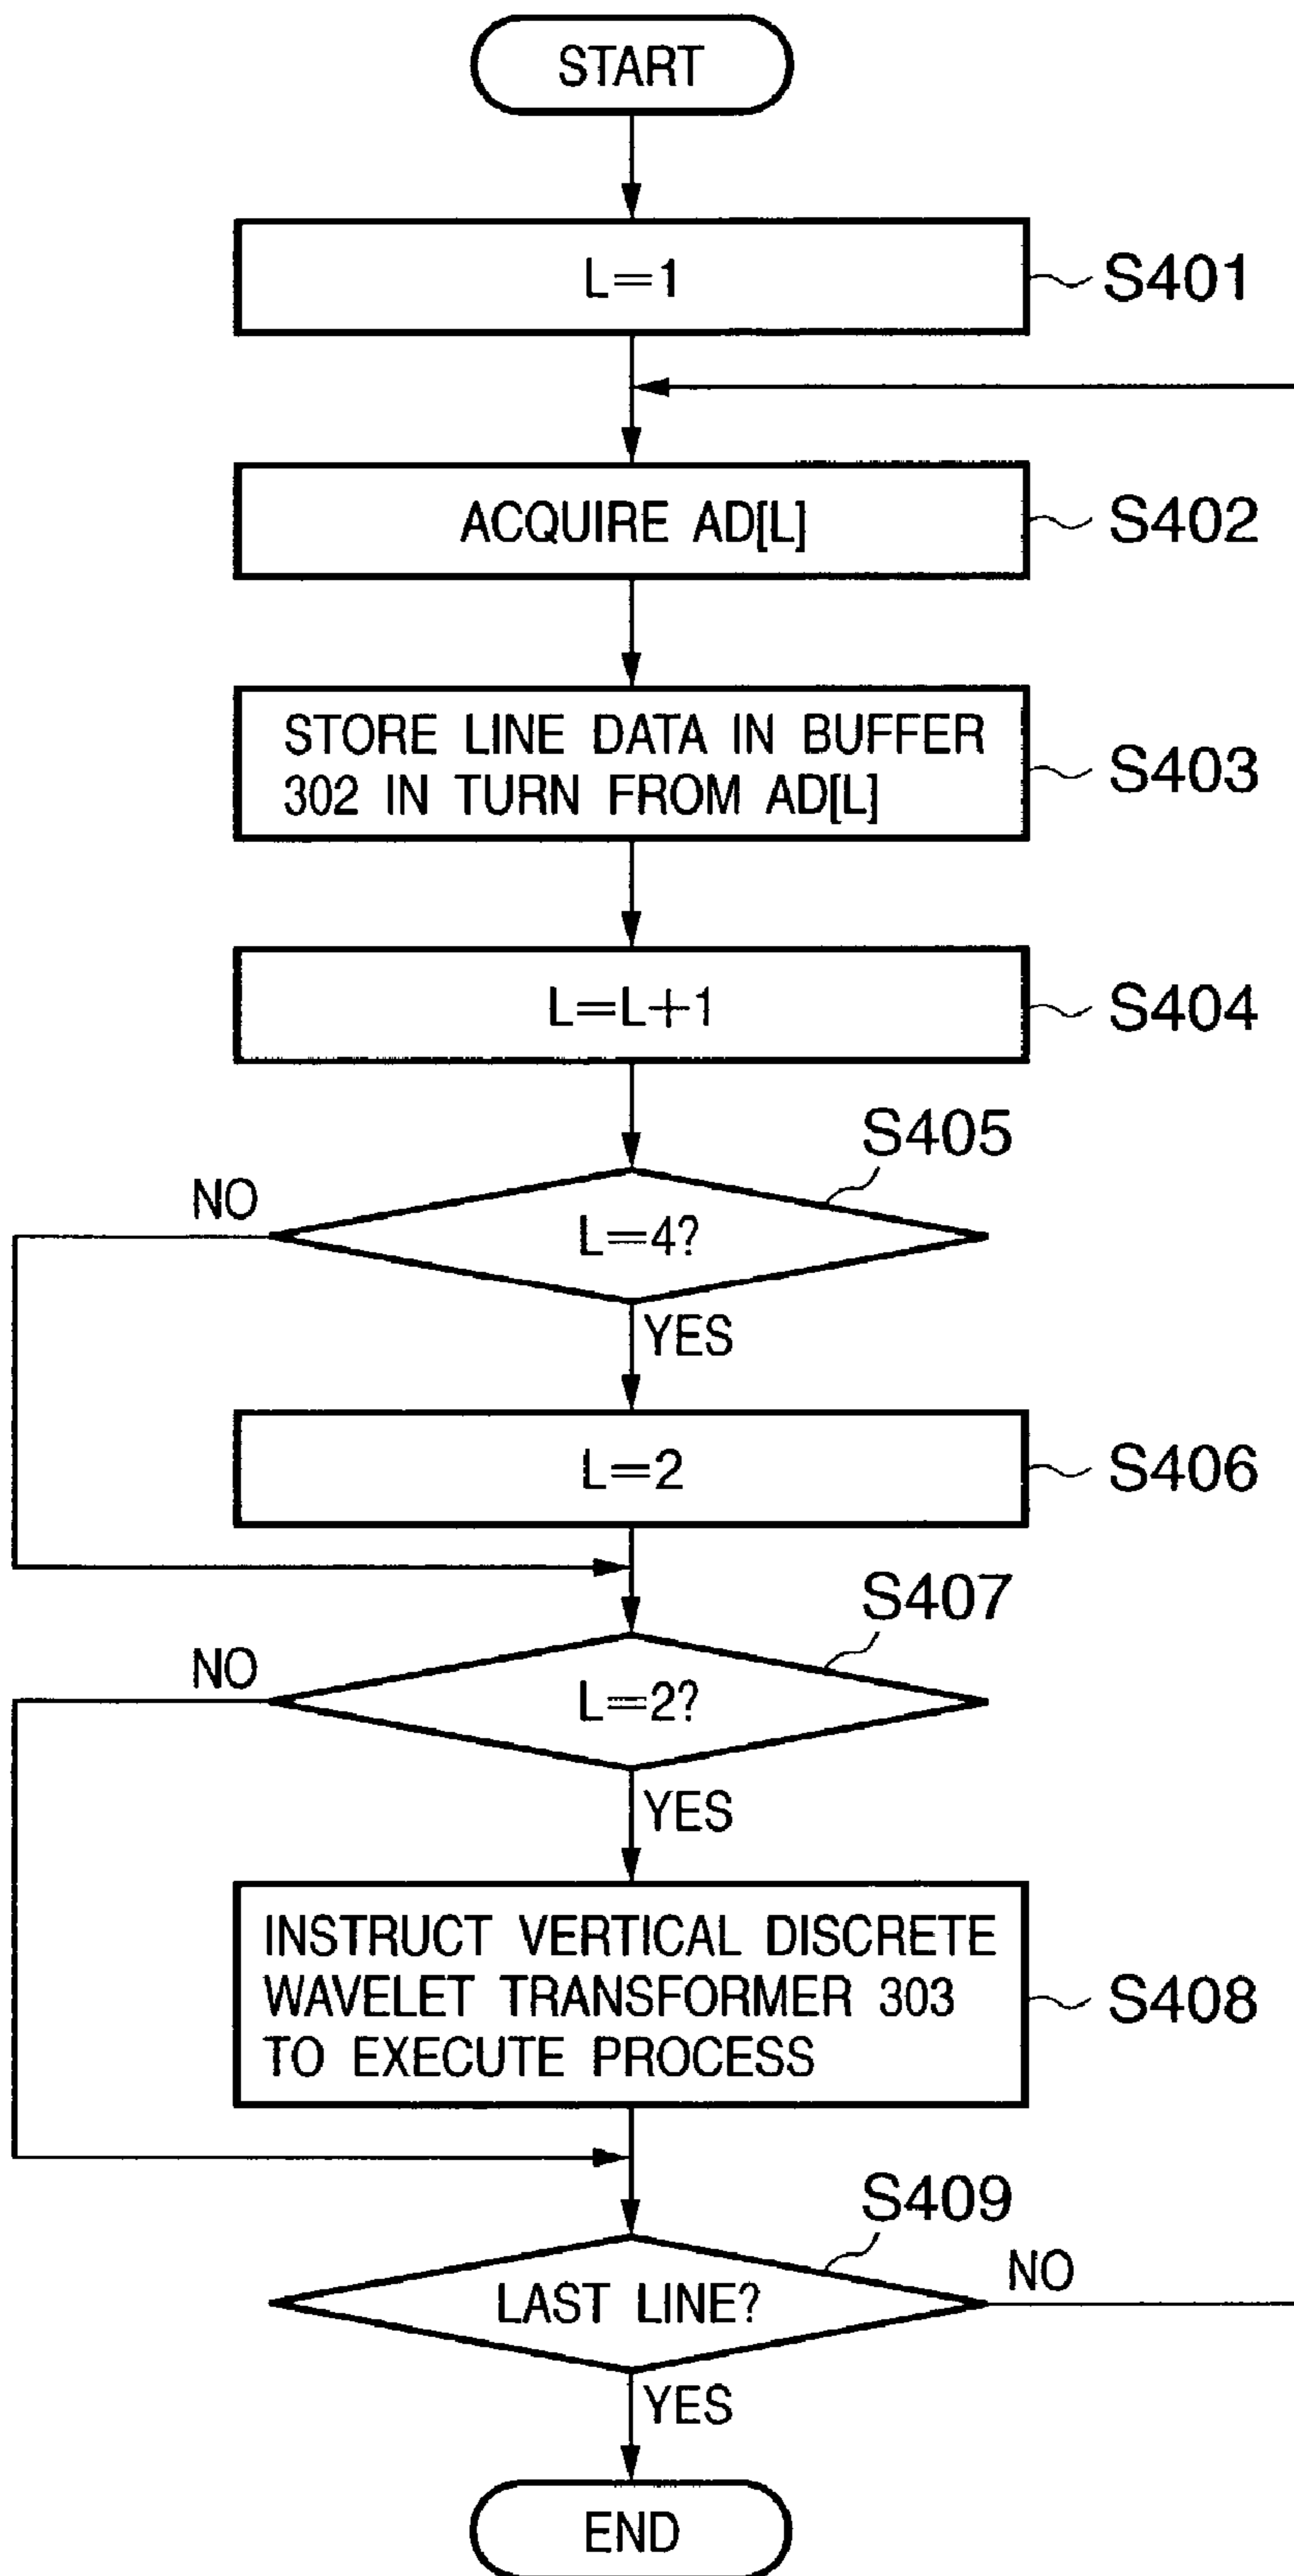 START
L=1
S401
ACQUIRE AD[L]
S402
STORE LINE DATA IN BUFFER
302 IN TURN FROM AD[L]
S403
L=L+1
S404
S405
NO
L=4?
YES
L=2
S406
S407
NO
L=2?
YES
INSTRUCT VERTICAL DISCRETE
WAVELET TRANSFORMER 303
TO EXECUTE PROCESS
S408
S409
LAST LINE?
NO
YES
END